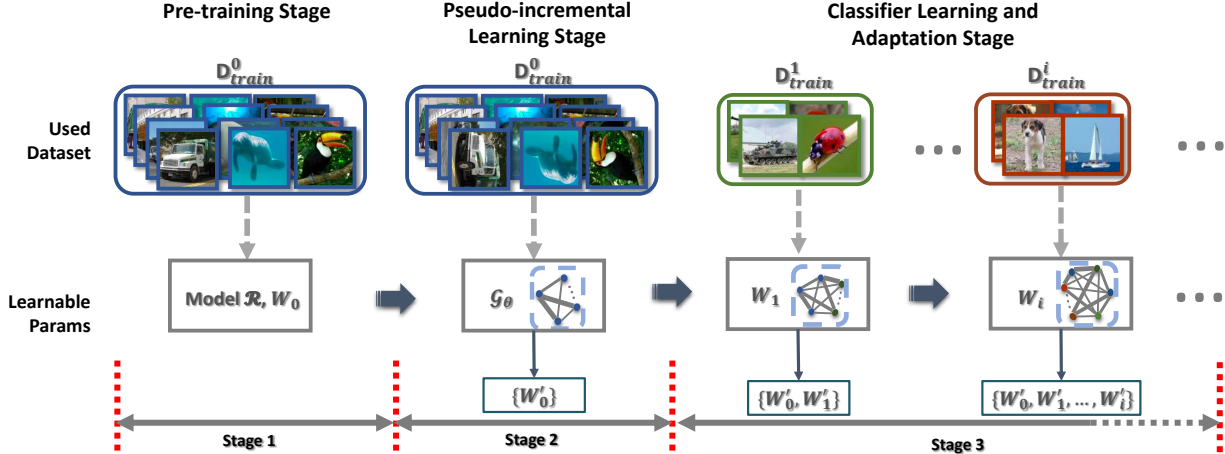 Pre-training Stage
Pseudo-incremental
Learning Stage
Classifier Learning and
Adaptation Stage
Used
Dataset
D⁰train
D⁰train
D¹train
Dⁱtrain
Learnable
Params
Model ℛ, W₀
𝒢θ
W₁
Wᵢ
{W′₀}
{W′₀, W′₁}
{W′₀, W′₁, … , W′ᵢ}
Stage 1
Stage 2
Stage 3